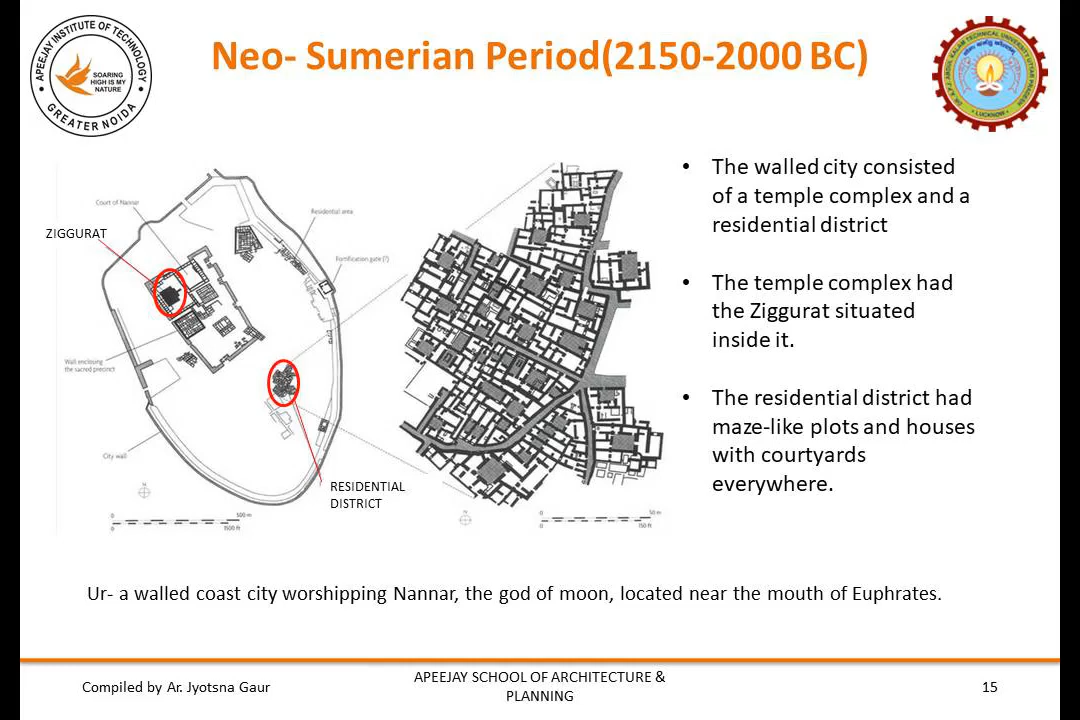 APEEJAY INSTITUTE OF TECHNOLOGY
SOARING
HIGH IS MY
NATURE
GREATER NOIDA
Neo- Sumerian Period(2150-2000 BC)
LUCKNOW
Court of Nannar
ZIGGURAT
Residential area
Fortification gate (?)
Wall enclosing
the sacred precinct
City wall
RESIDENTIAL
DISTRICT
N
0 500 m
0 1500 ft
N
0 50 m
0 150 ft
• The walled city consisted
of a temple complex and a
residential district
• The temple complex had
the Ziggurat situated
inside it.
• The residential district had
maze-like plots and houses
with courtyards
everywhere.
Ur- a walled coast city worshipping Nannar, the god of moon, located near the mouth of Euphrates.
Compiled by Ar. Jyotsna Gaur
APEEJAY SCHOOL OF ARCHITECTURE &
PLANNING
15